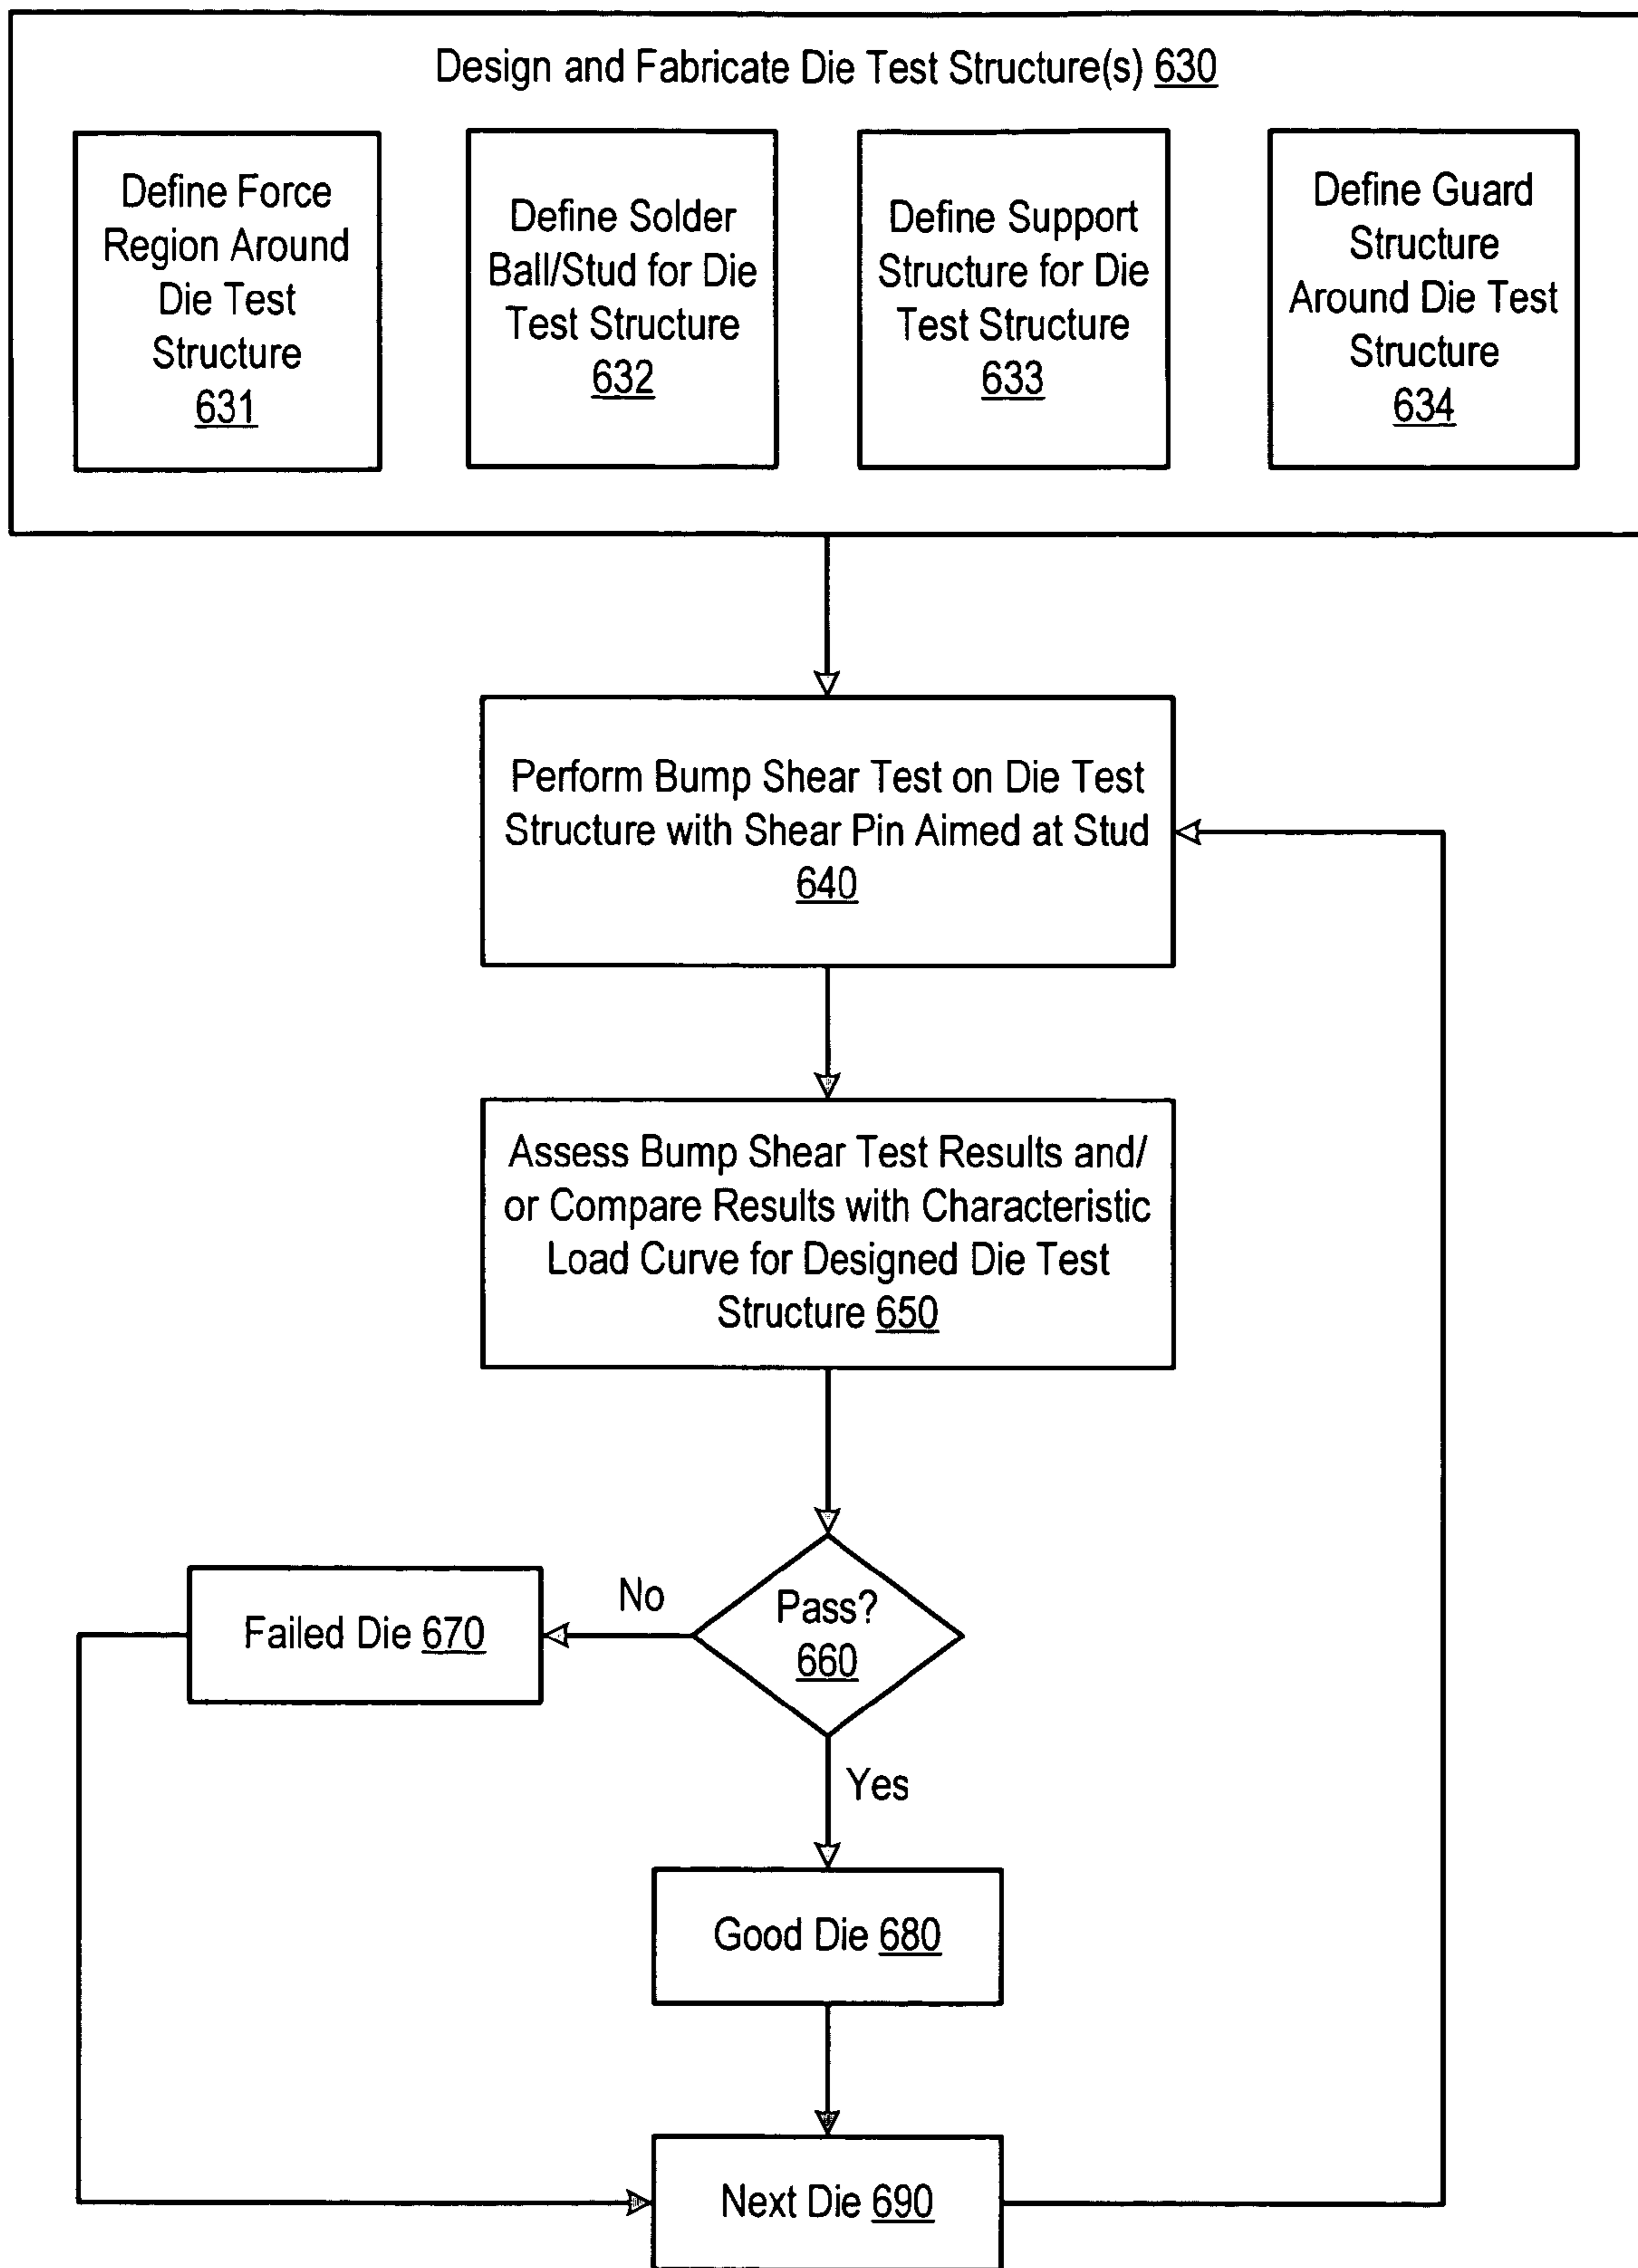 Design and Fabricate Die Test Structure(s) 630
Define Force
Region Around
Die Test
Structure
631
Define Solder
Ball/Stud for Die
Test Structure
632
Define Support
Structure for Die
Test Structure
633
Define Guard
Structure
Around Die Test
Structure
634
Perform Bump Shear Test on Die Test
Structure with Shear Pin Aimed at Stud
640
Assess Bump Shear Test Results and/
or Compare Results with Characteristic
Load Curve for Designed Die Test
Structure 650
Pass?
660
No
Failed Die 670
Yes
Good Die 680
Next Die 690